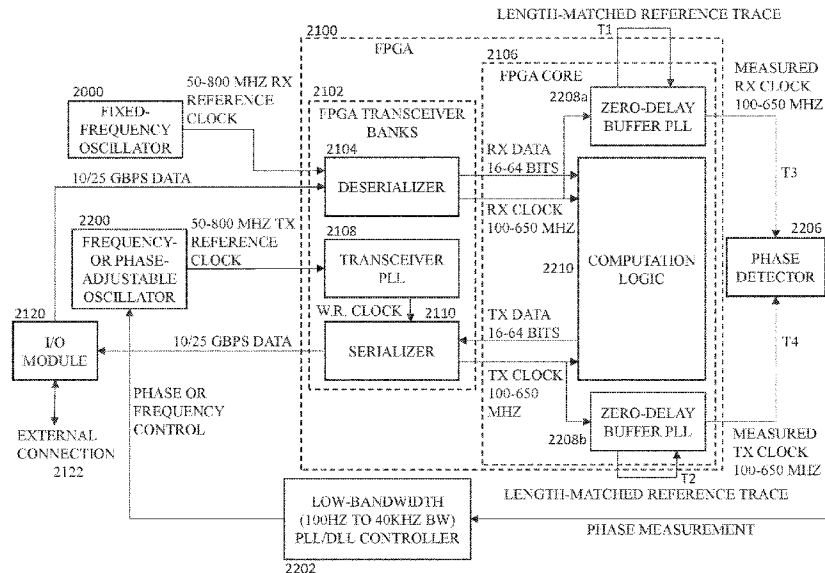 LENGTH-MATCHED REFERENCE TRACE
T1
2100
FPGA
2106
FPGA CORE
MEASURED
RX CLOCK
100-650 MHZ
50-800 MHZ RX
REFERENCE
CLOCK
2000
FIXED-
FREQUENCY
OSCILLATOR
2102
FPGA TRANSCEIVER
BANKS
2208a
ZERO-DELAY
BUFFER PLL
2104
DESERIALIZER
RX DATA
16-64 BITS
RX CLOCK
100-650 MHZ
T3
10/25 GBPS DATA
2200
FREQUENCY-
OR PHASE-
ADJUSTABLE
OSCILLATOR
50-800 MHZ TX
REFERENCE
CLOCK
2108
TRANSCEIVER
PLL
2210
COMPUTATION
LOGIC
2206
PHASE
DETECTOR
W.R. CLOCK
2110
SERIALIZER
TX DATA
16-64 BITS
TX CLOCK
100-650
MHZ
T4
2120
I/O
MODULE
10/25 GBPS DATA
PHASE OR
FREQUENCY
CONTROL
EXTERNAL
CONNECTION
2122
ZERO-DELAY
BUFFER PLL
2208b
T2
MEASURED
TX CLOCK
100-650 MHZ
LENGTH-MATCHED REFERENCE TRACE
LOW-BANDWIDTH
(100HZ TO 40KHZ BW)
PLL/DLL CONTROLLER
2202
PHASE MEASUREMENT